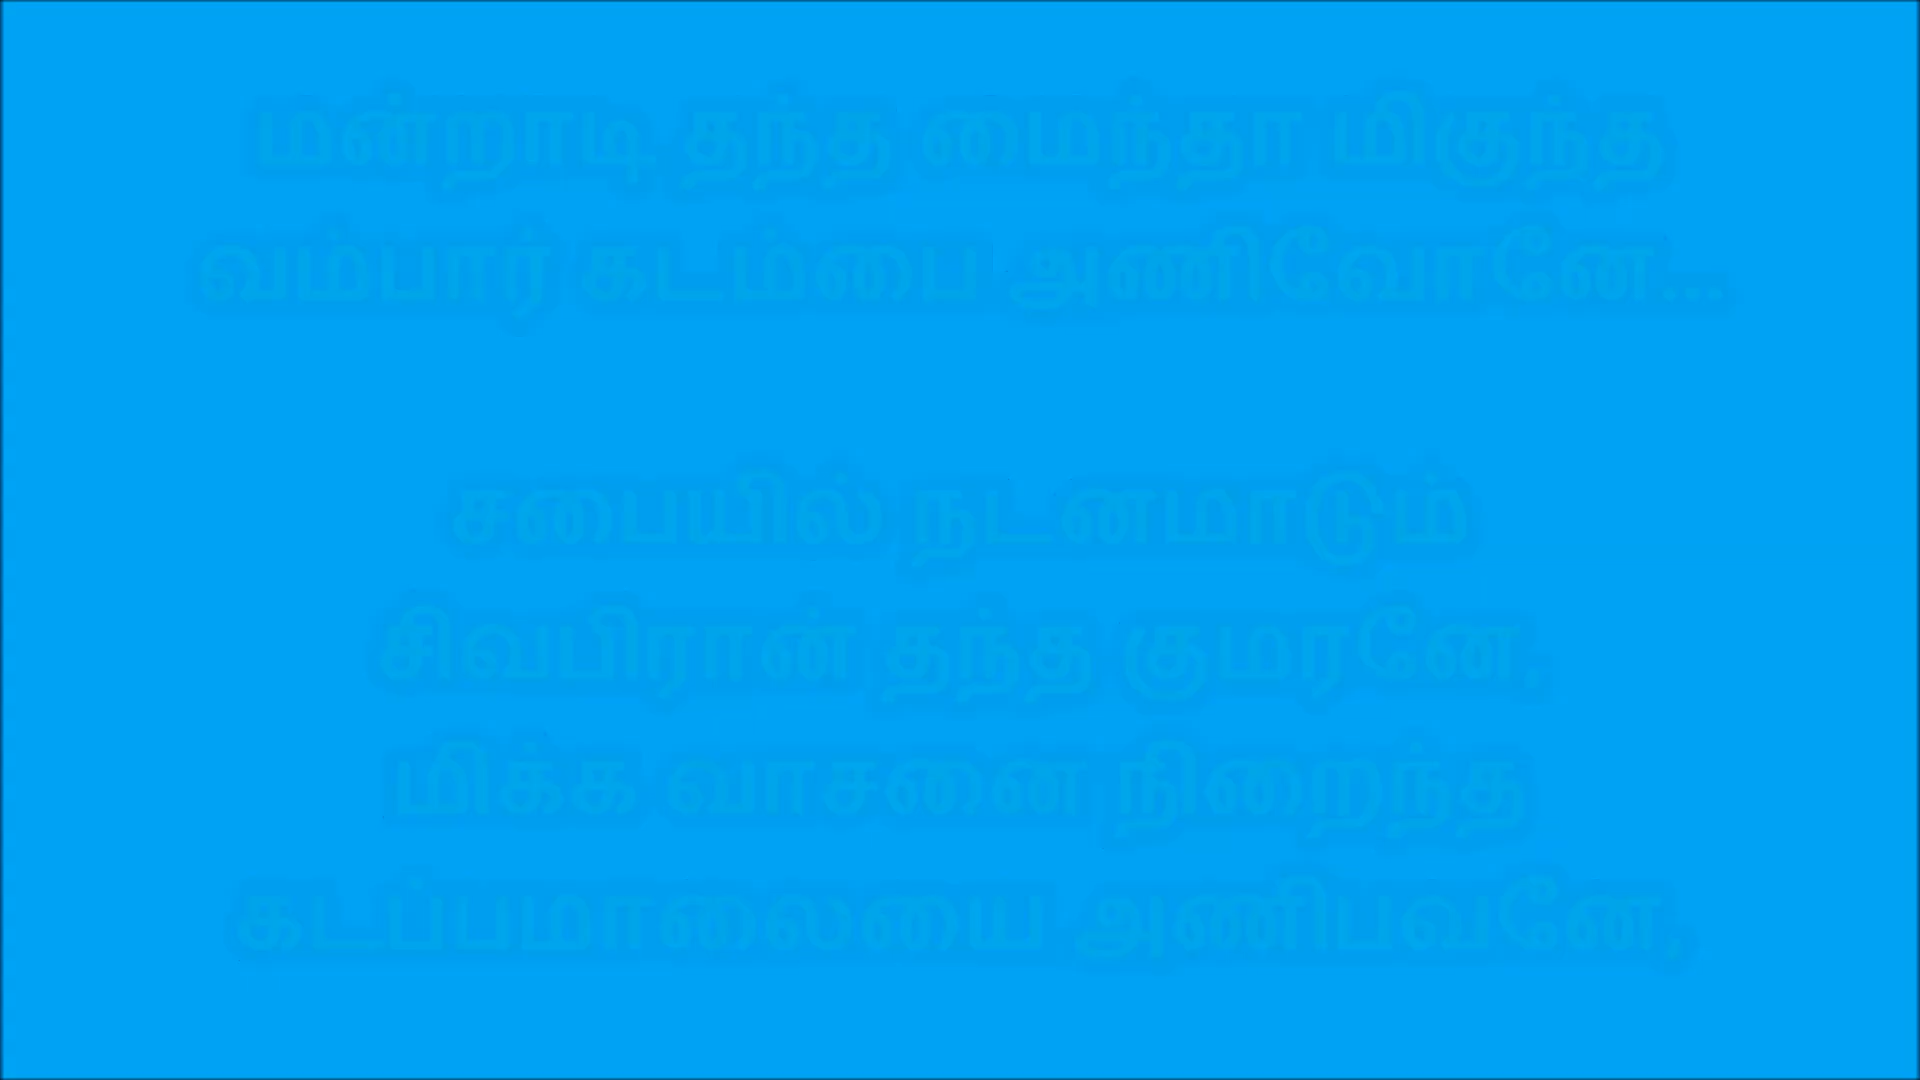 மன்றாடி தந்த மைந்தா மிகுந்த
வம்பார் கடம்பை அணிவோனே...
சபையில் நடனமாடும்
சிவபிரான் தந்த குமரனே,
மிக்க வாசனை நிறைந்த
கடப்பமாலையை அணிபவனே,